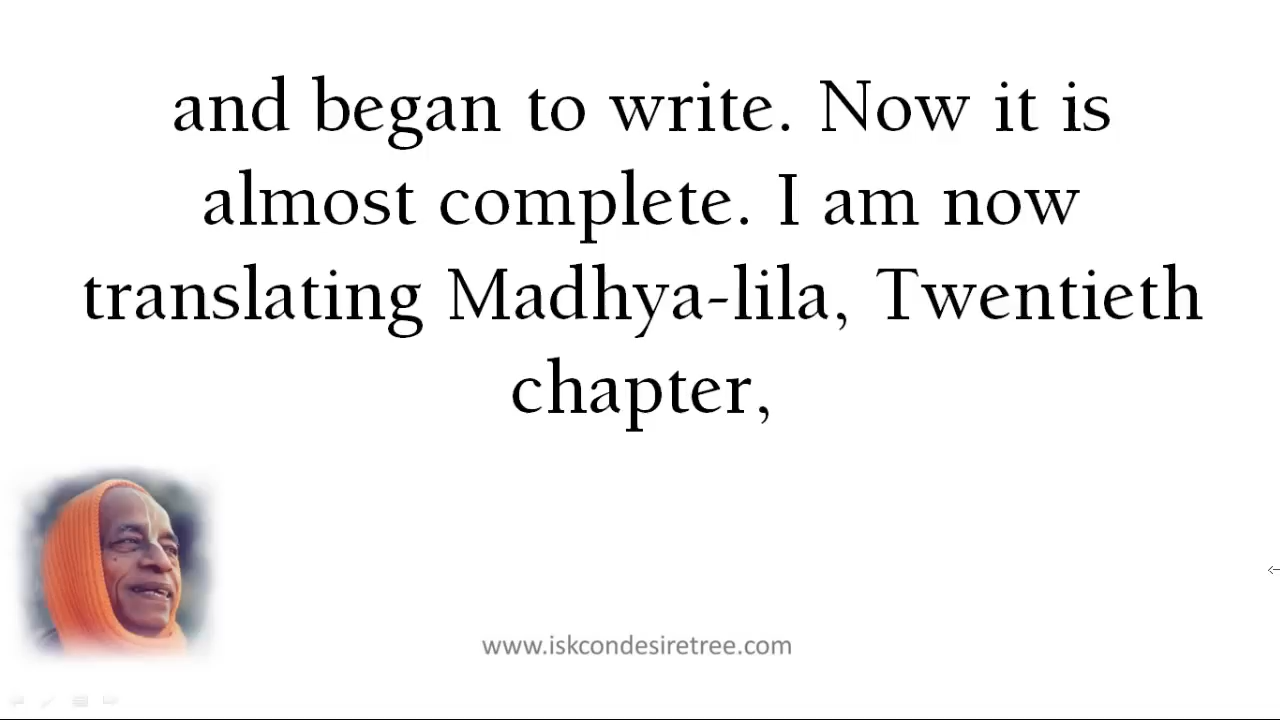 and began to write. Now it is
almost complete. I am now
translating Madhya-lila, Twentieth
chapter,
www.iskcondesiretree.com